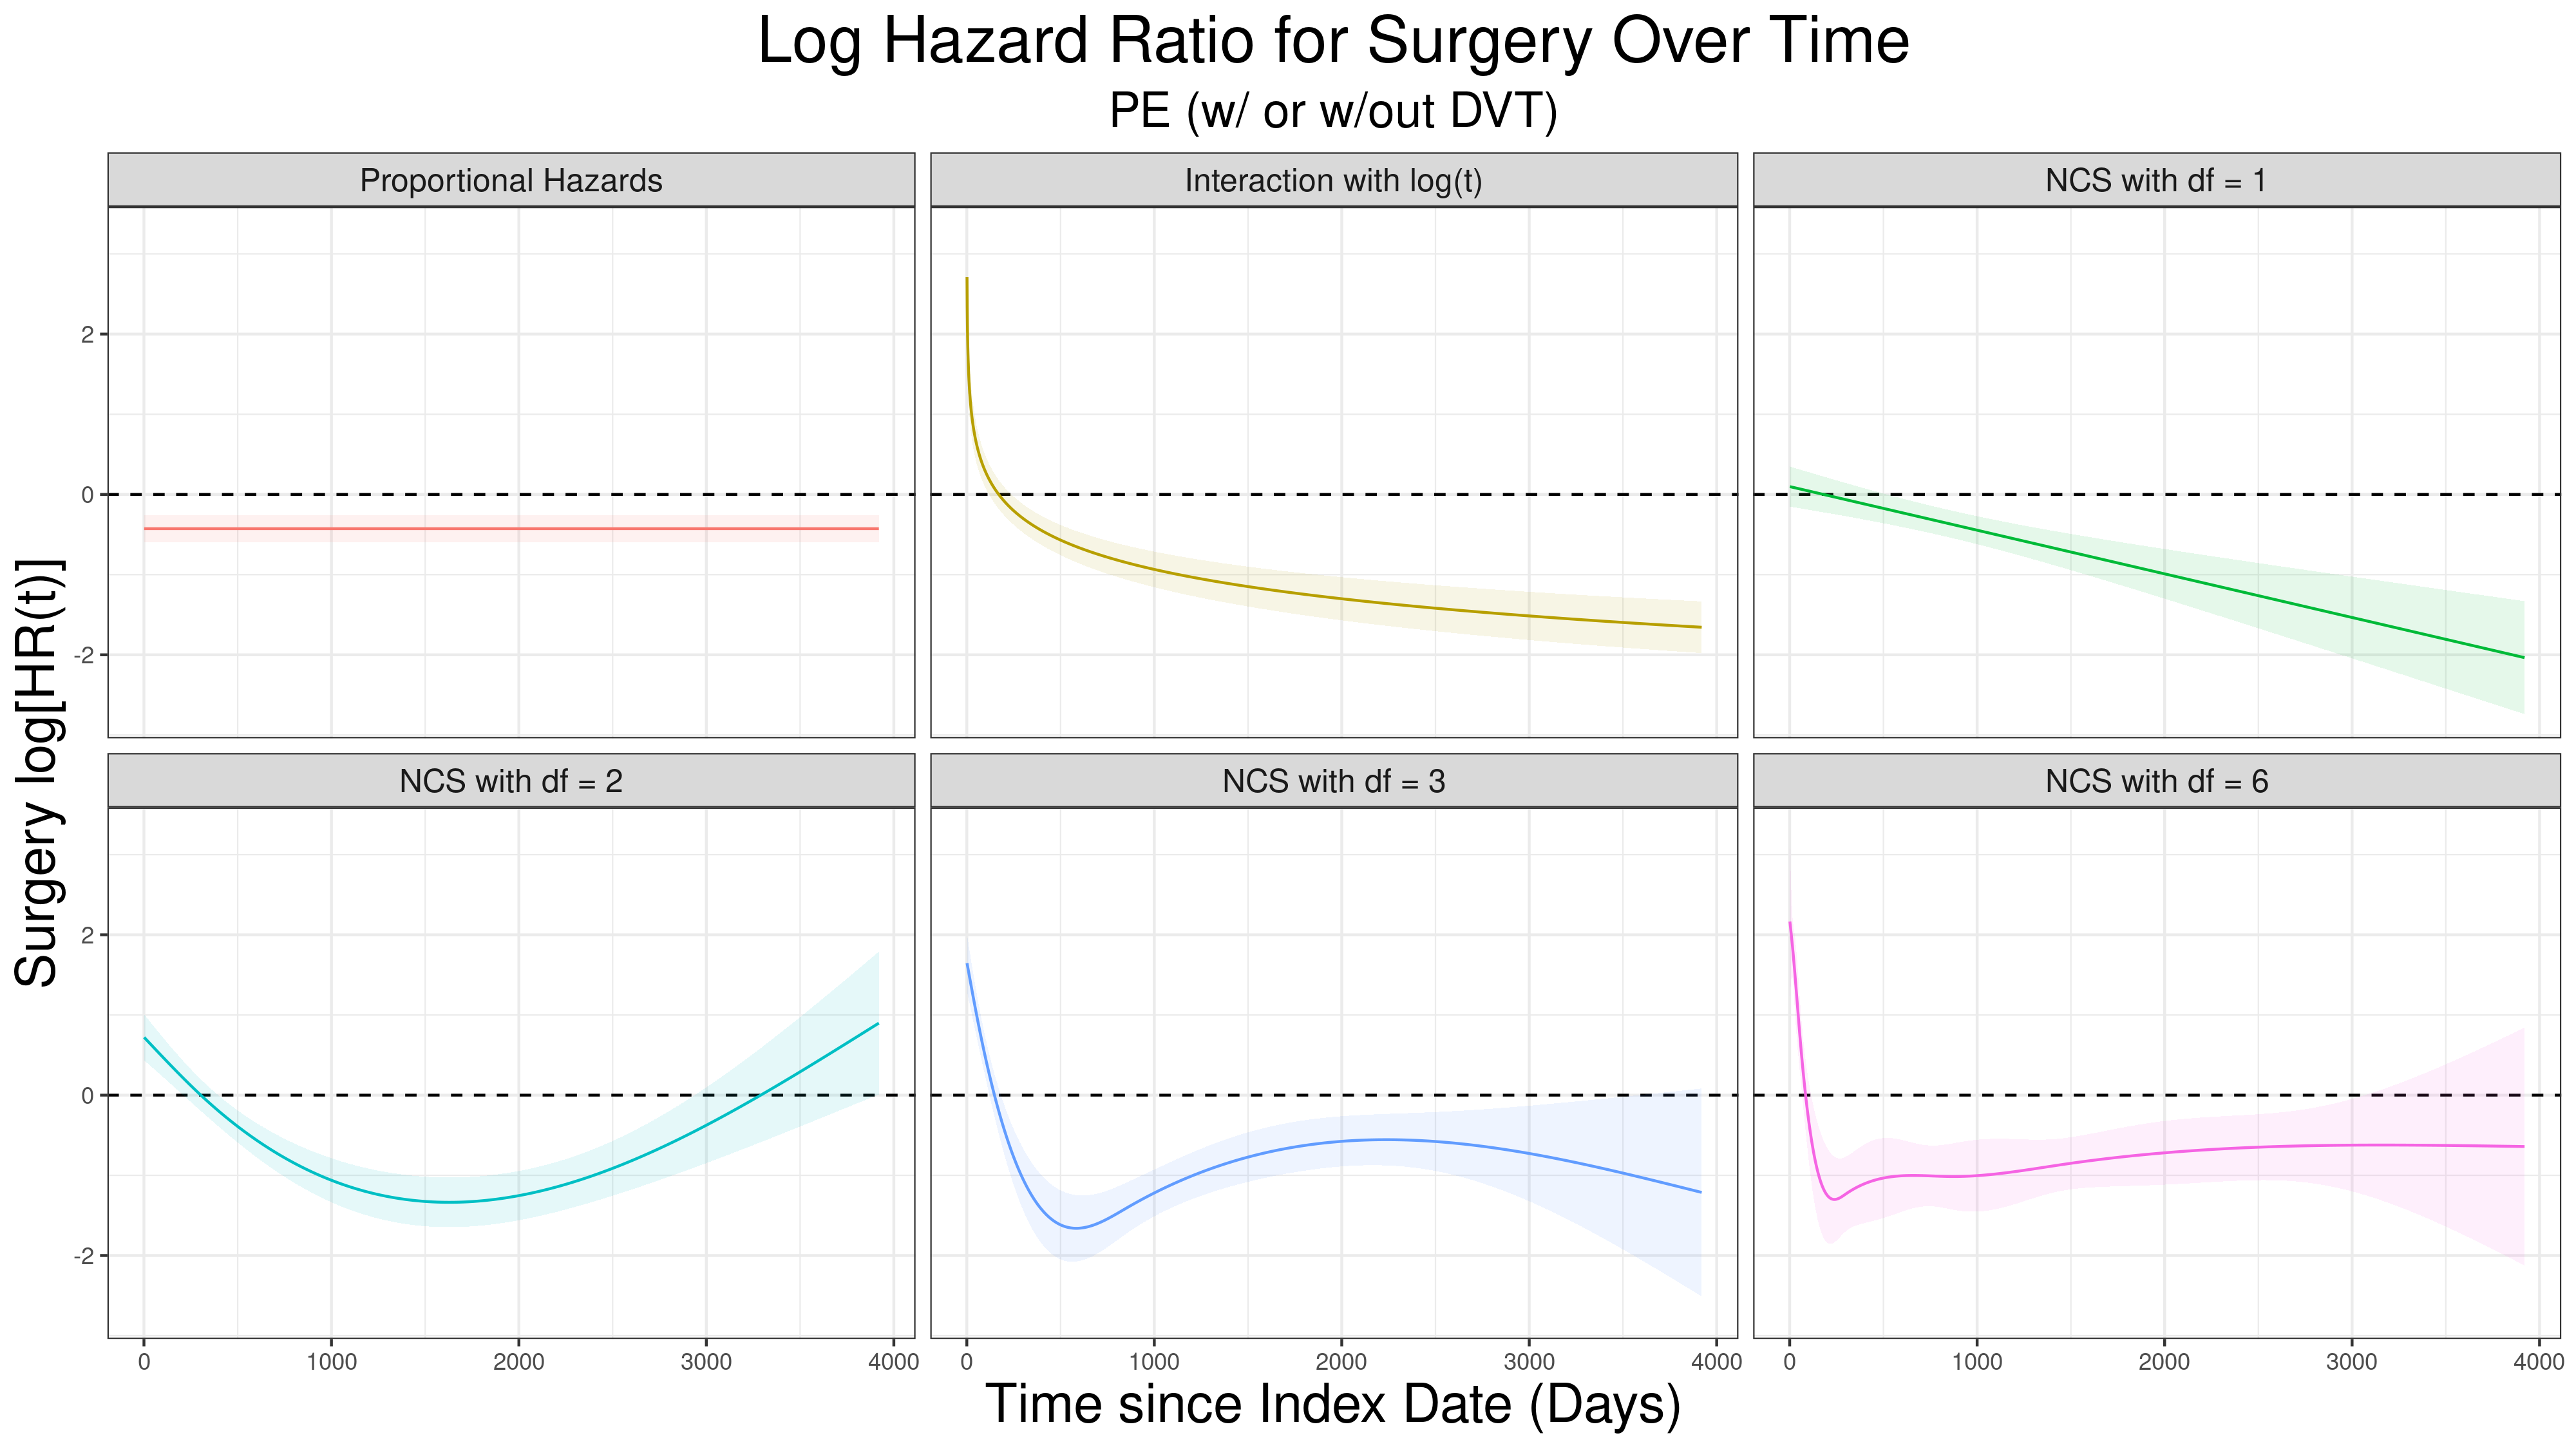 Log Hazard Ratio for Surgery Over Time
PE (w/ or w/out DVT)
Proportional Hazards
Interaction with log(t)
NCS with df = 1
2
0
-2
Surgery log[HR(t)]
NCS with df = 2
NCS with df = 3
NCS with df = 6
2
0
-2
0 1000 2000 3000 4000
0 1000 2000 3000 4000
0 1000 2000 3000 4000
Time since Index Date (Days)